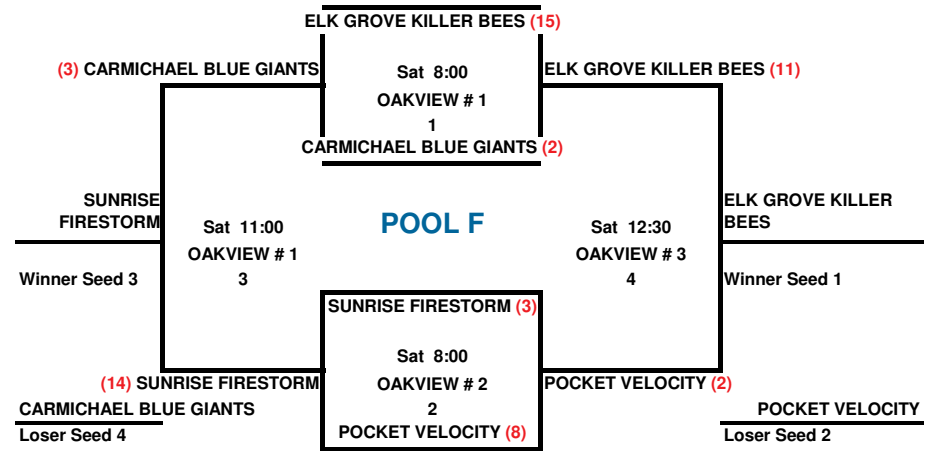 ELK GROVE KILLER BEES (15)
(3) CARMICHAEL BLUE GIANTS
Sat 8:00
ELK GROVE KILLER BEES (11)
OAKVIEW # 1
1
CARMICHAEL BLUE GIANTS (2)
SUNRISE
FIRESTORM
Sat 11:00
OAKVIEW # 1
3
Winner Seed 3
POOL F
Sat 12:30
OAKVIEW # 3
4
ELK GROVE KILLER
BEES
Winner Seed 1
SUNRISE FIRESTORM (3)
Sat 8:00
OAKVIEW # 2
2
POCKET VELOCITY (8)
(14) SUNRISE FIRESTORM
POCKET VELOCITY (2)
CARMICHAEL BLUE GIANTS
Loser Seed 4
POCKET VELOCITY
Loser Seed 2